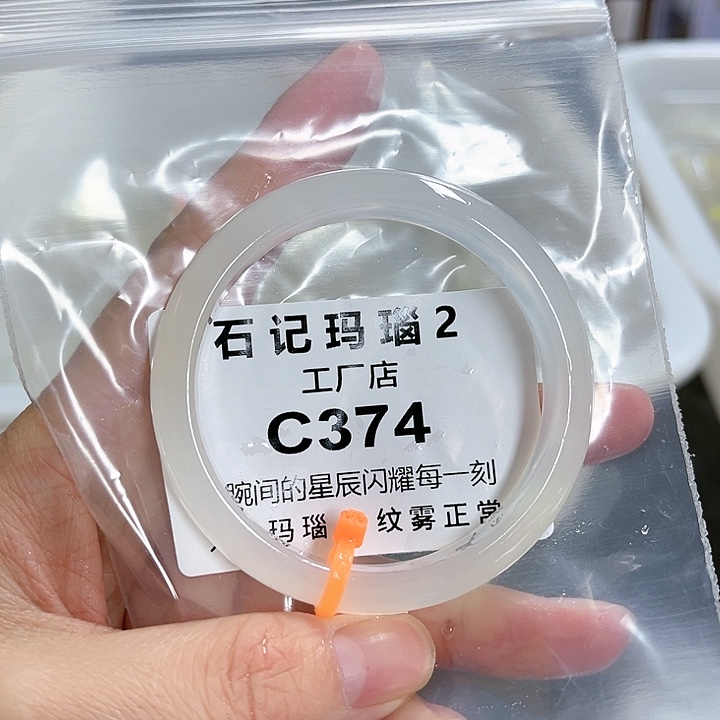 石记玛瑙2
工厂店
C374
腕间的星辰闪耀每一刻
玛瑙 纹雾正常